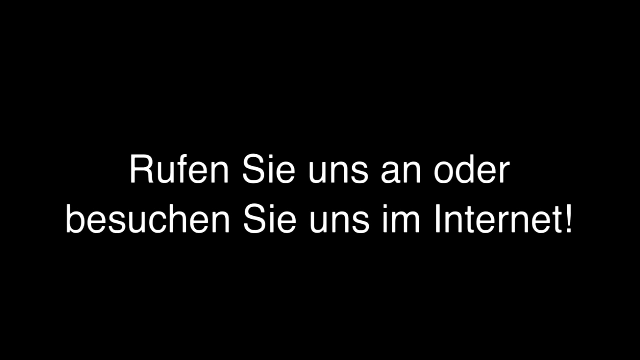 Rufen Sie uns an oder
besuchen Sie uns im Internet!